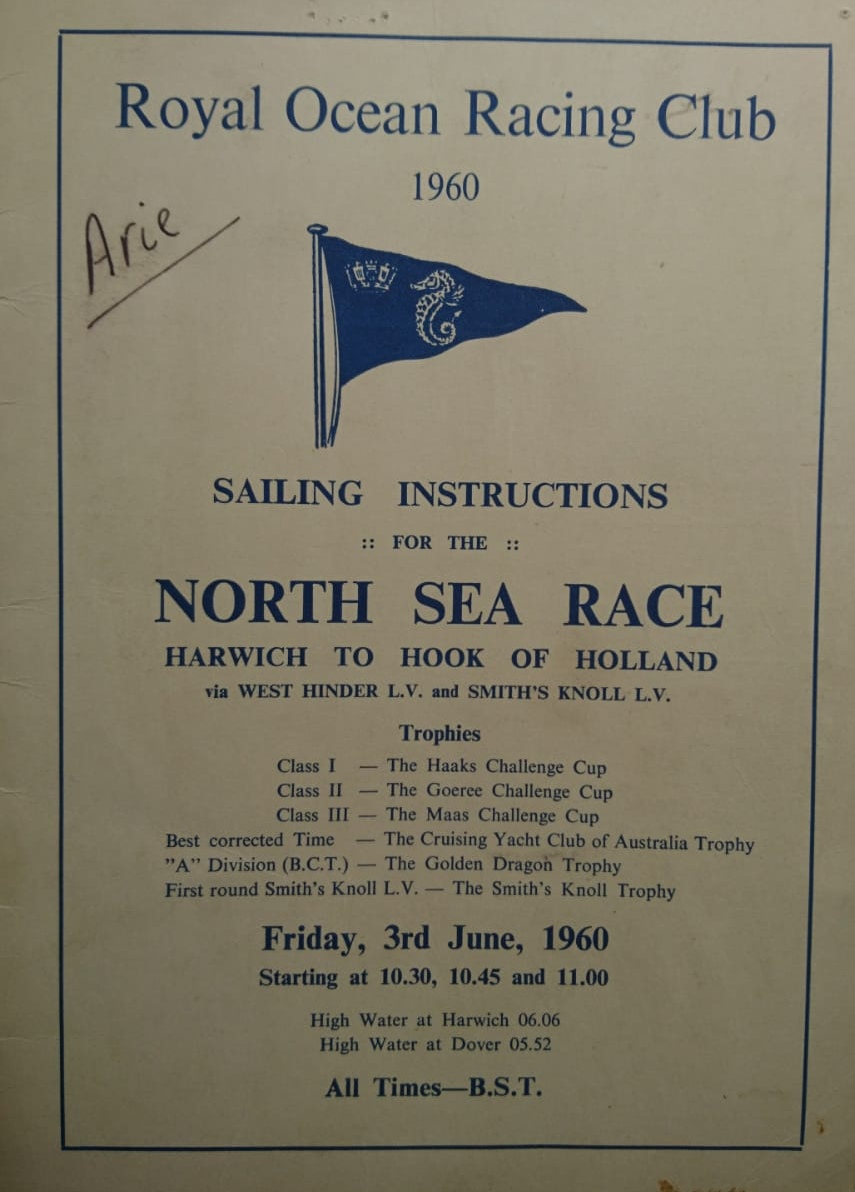 Royal Ocean Racing Club
1960
Arie
SAILING INSTRUCTIONS
:: FOR THE ::
NORTH SEA RACE
HARWICH TO HOOK OF HOLLAND
via WEST HINDER L.V. and SMITH'S KNOLL L.V.
Trophies
Class I — The Haaks Challenge Cup
Class II — The Goeree Challenge Cup
Class III — The Maas Challenge Cup
Best corrected Time — The Cruising Yacht Club of Australia Trophy
”A” Division (B.C.T.) — The Golden Dragon Trophy
First round Smith's Knoll L.V. — The Smith's Knoll Trophy
Friday, 3rd June, 1960
Starting at 10.30, 10.45 and 11.00
High Water at Harwich 06.06
High Water at Dover 05.52
All Times—B.S.T.